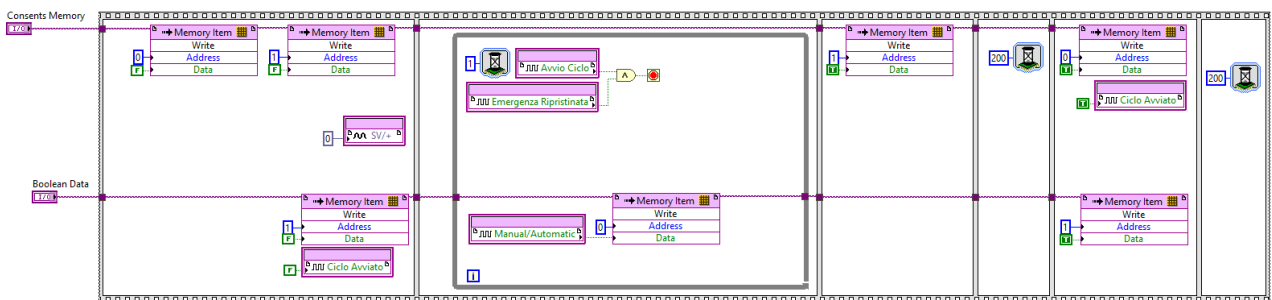 Consents Memory
I/O
Memory Item
Write
0 Address
F Data
Memory Item
Write
1 Address
F Data
0 SV/+
1
Avvio Ciclo
Emergenza Ripristinata
∧
Memory Item
Write
1 Address
T Data
200
Memory Item
Write
0 Address
T Data
T Ciclo Avviato
200
Boolean Data
I/O
Memory Item
Write
1 Address
F Data
F Ciclo Avviato
Manual/Automatic
Memory Item
Write
0 Address
Data
i
Memory Item
Write
1 Address
T Data